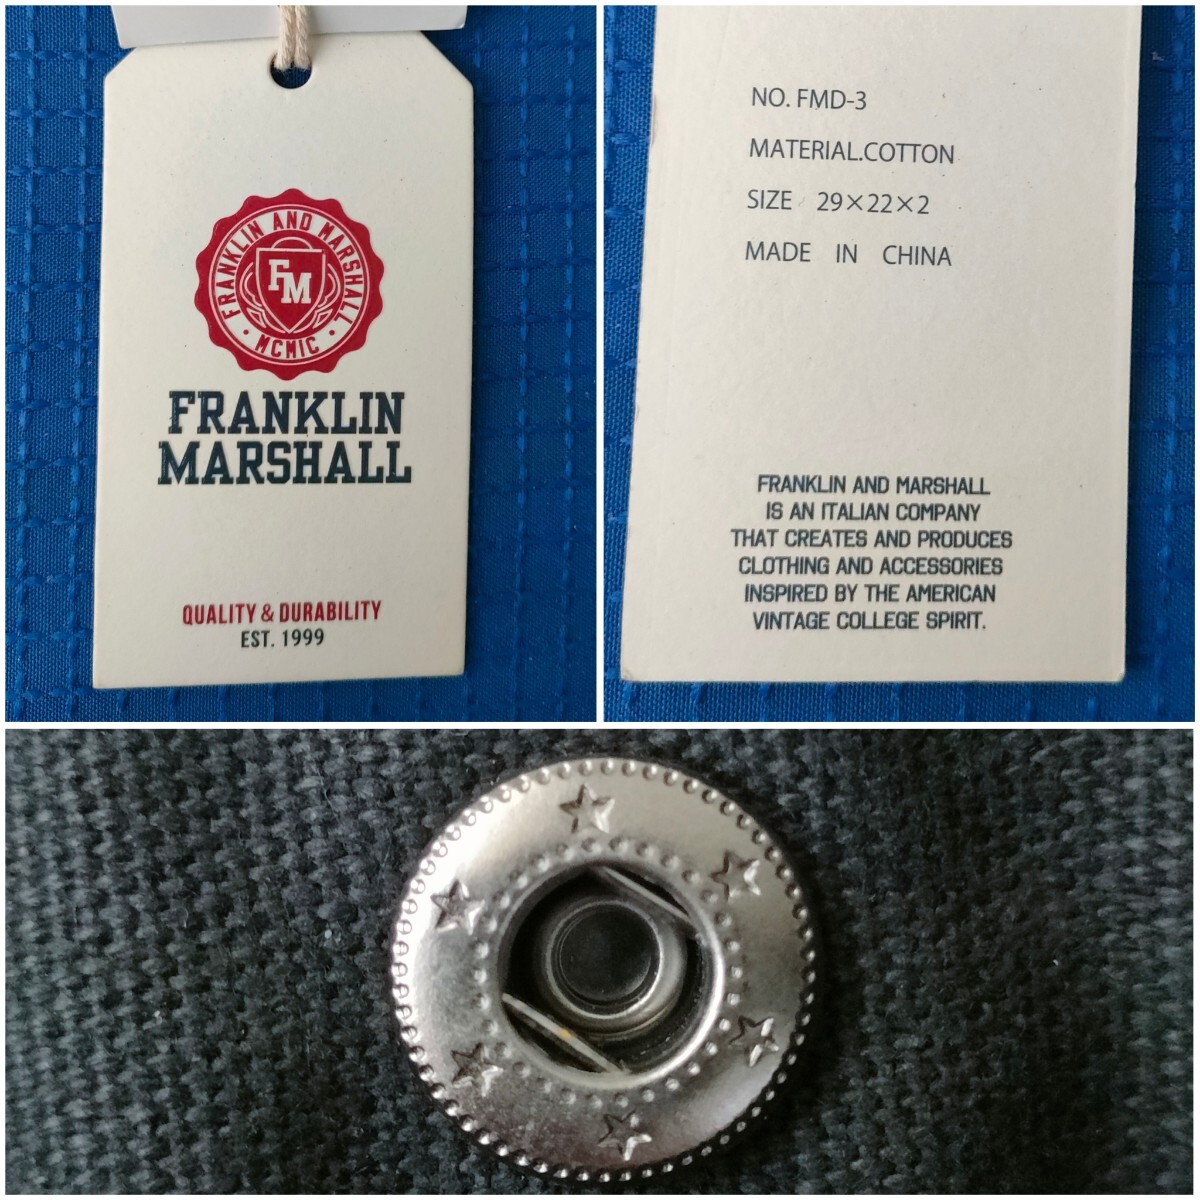 FRANKLIN AND MARSHALL
FM
· MCMIC ·
FRANKLIN
MARSHALL
QUALITY & DURABILITY
EST. 1999
NO. FMD-3
MATERIAL.COTTON
SIZE 29×22×2
MADE IN CHINA
FRANKLIN AND MARSHALL
IS AN ITALIAN COMPANY
THAT CREATES AND PRODUCES
CLOTHING AND ACCESSORIES
INSPIRED BY THE AMERICAN
VINTAGE COLLEGE SPIRIT.